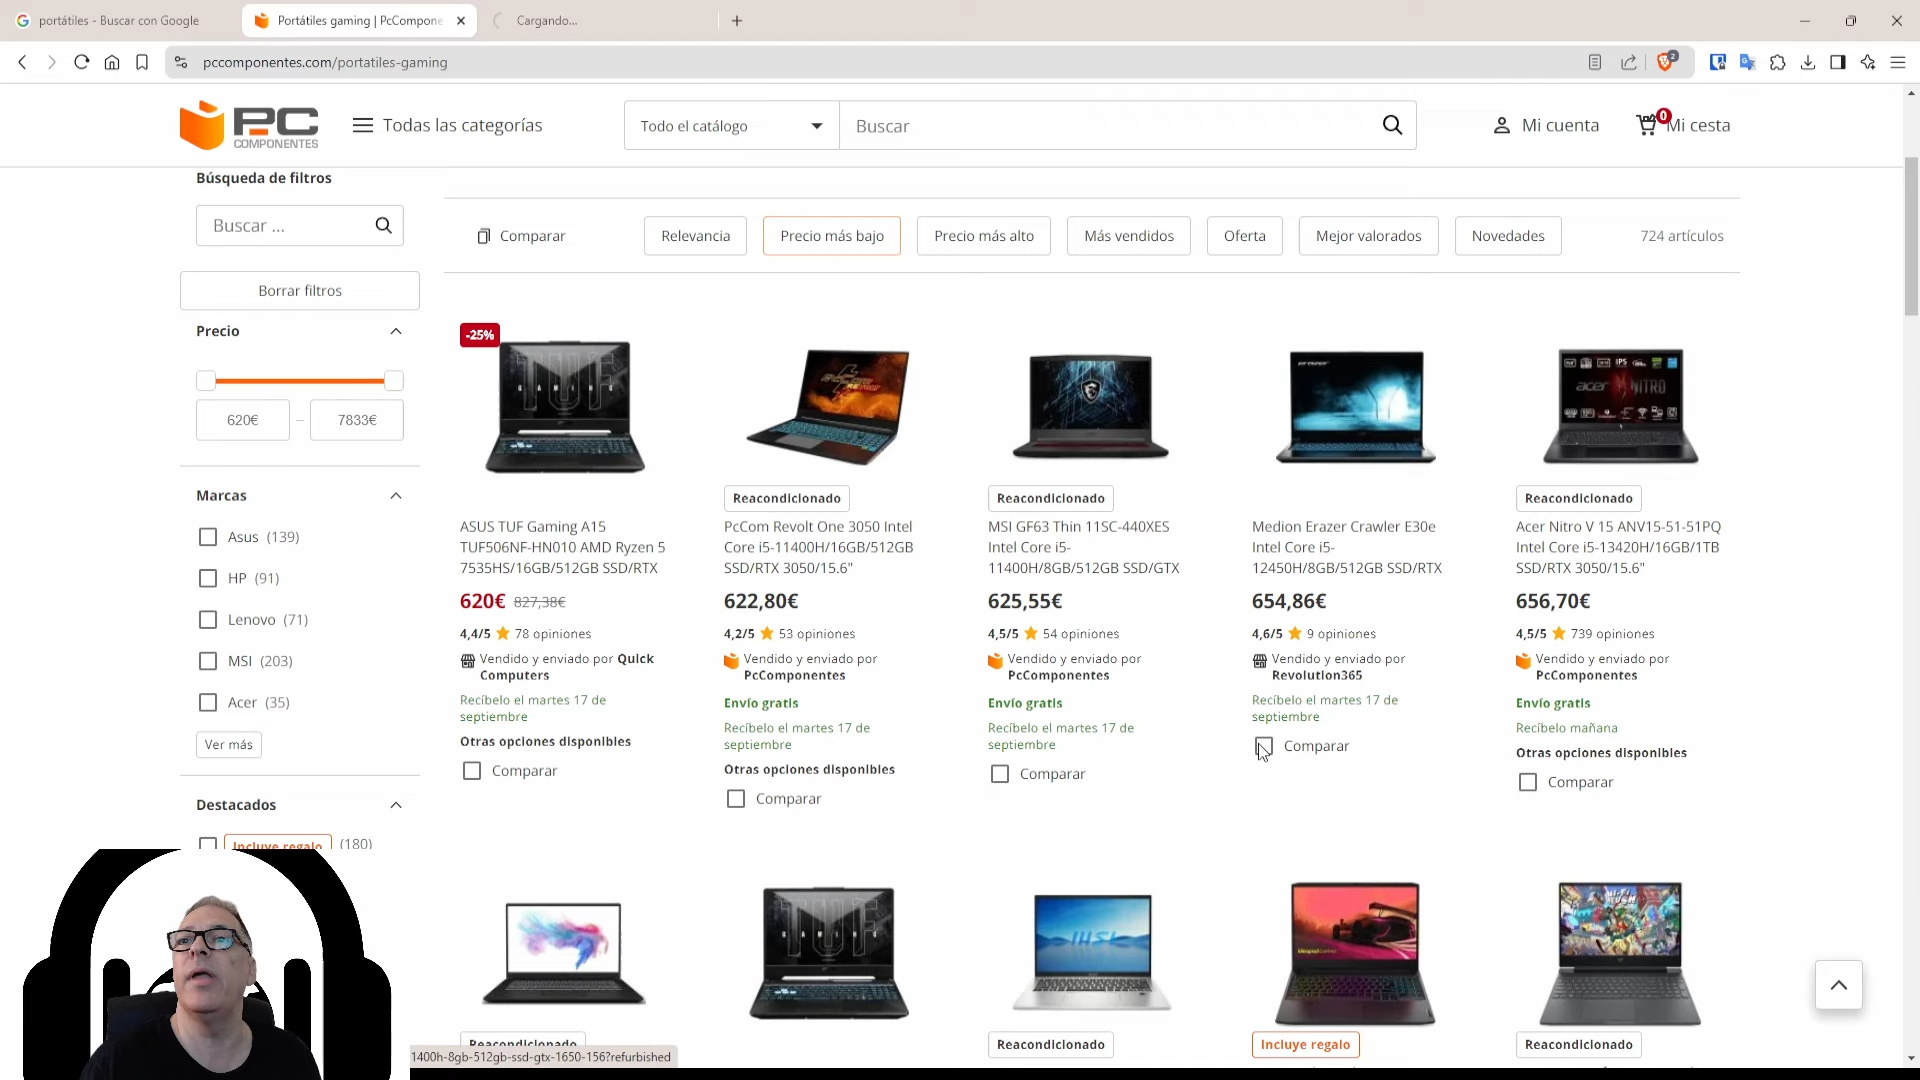 portátiles - Buscar con Google
Portátiles gaming | PcCompone
Cargando...
pccomponentes.com/portatiles-gaming
2
PC
COMPONENTES
Todas las categorías
Todo el catálogo
Buscar
Mi cuenta
0
Mi cesta
Búsqueda de filtros
Buscar ...
Comparar
Relevancia
Precio más bajo
Precio más alto
Más vendidos
Oferta
Mejor valorados
Novedades
724 artículos
Borrar filtros
Precio
620€
–
7833€
Marcas
Asus (139)
HP (91)
Lenovo (71)
MSI (203)
Acer (35)
Ver más
Destacados
Incluye regalo (180)
-25%
TUF
GAMING
ASUS TUF Gaming A15
TUF506NF-HN010 AMD Ryzen 5
7535HS/16GB/512GB SSD/RTX
620€ 827,38€
4,4/5 78 opiniones
Vendido y enviado por Quick
Computers
Recíbelo el martes 17 de
septiembre
Otras opciones disponibles
Comparar
Reacondicionado
PcCom Revolt One 3050 Intel
Core i5-11400H/16GB/512GB
SSD/RTX 3050/15.6"
622,80€
4,2/5 53 opiniones
Vendido y enviado por
PcComponentes
Envío gratis
Recíbelo el martes 17 de
septiembre
Otras opciones disponibles
Comparar
Reacondicionado
MSI GF63 Thin 11SC-440XES
Intel Core i5-
11400H/8GB/512GB SSD/GTX
625,55€
4,5/5 54 opiniones
Vendido y enviado por
PcComponentes
Envío gratis
Recíbelo el martes 17 de
septiembre
Comparar
erazer
Medion Erazer Crawler E30e
Intel Core i5-
12450H/8GB/512GB SSD/RTX
654,86€
4,6/5 9 opiniones
Vendido y enviado por
Revolution365
Recíbelo el martes 17 de
septiembre
Comparar
IPS
acer NITRO
Reacondicionado
Acer Nitro V 15 ANV15-51-51PQ
Intel Core i5-13420H/16GB/1TB
SSD/RTX 3050/15.6"
656,70€
4,5/5 739 opiniones
Vendido y enviado por
PcComponentes
Envío gratis
Recíbelo mañana
Otras opciones disponibles
Comparar
TUF
GAMING
msi
Reacondicionado
Reacondicionado
Incluye regalo
Reacondicionado
1400h-8gb-512gb-ssd-gtx-1650-156?refurbished